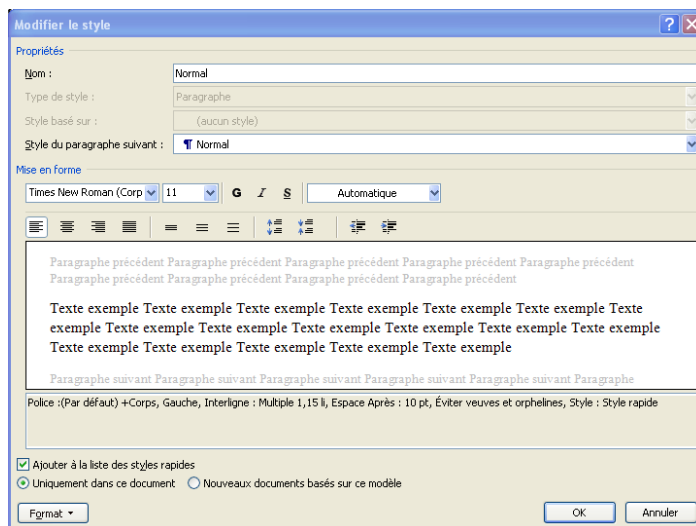 Modifier le style
Propriétés
Nom :
Normal
Type de style :
Paragraphe
Style basé sur :
(aucun style)
Style du paragraphe suivant :
¶ Normal
Mise en forme
Times New Roman (Corp
11
G I S
Automatique
Paragraphe précédent Paragraphe précédent Paragraphe précédent Paragraphe précédent Paragraphe précédent
Paragraphe précédent Paragraphe précédent Paragraphe précédent Paragraphe précédent
Texte exemple Texte exemple Texte exemple Texte exemple Texte exemple Texte exemple Texte
exemple Texte exemple Texte exemple Texte exemple Texte exemple Texte exemple Texte exemple
Texte exemple Texte exemple Texte exemple Texte exemple Texte exemple
Paragraphe suivant Paragraphe suivant Paragraphe suivant Paragraphe suivant Paragraphe suivant Paragraphe
Police :(Par défaut) +Corps, Gauche, Interligne : Multiple 1,15 li, Espace Après : 10 pt, Éviter veuves et orphelines, Style : Style rapide
Ajouter à la liste des styles rapides
Uniquement dans ce document
Nouveaux documents basés sur ce modèle
Format
OK
Annuler